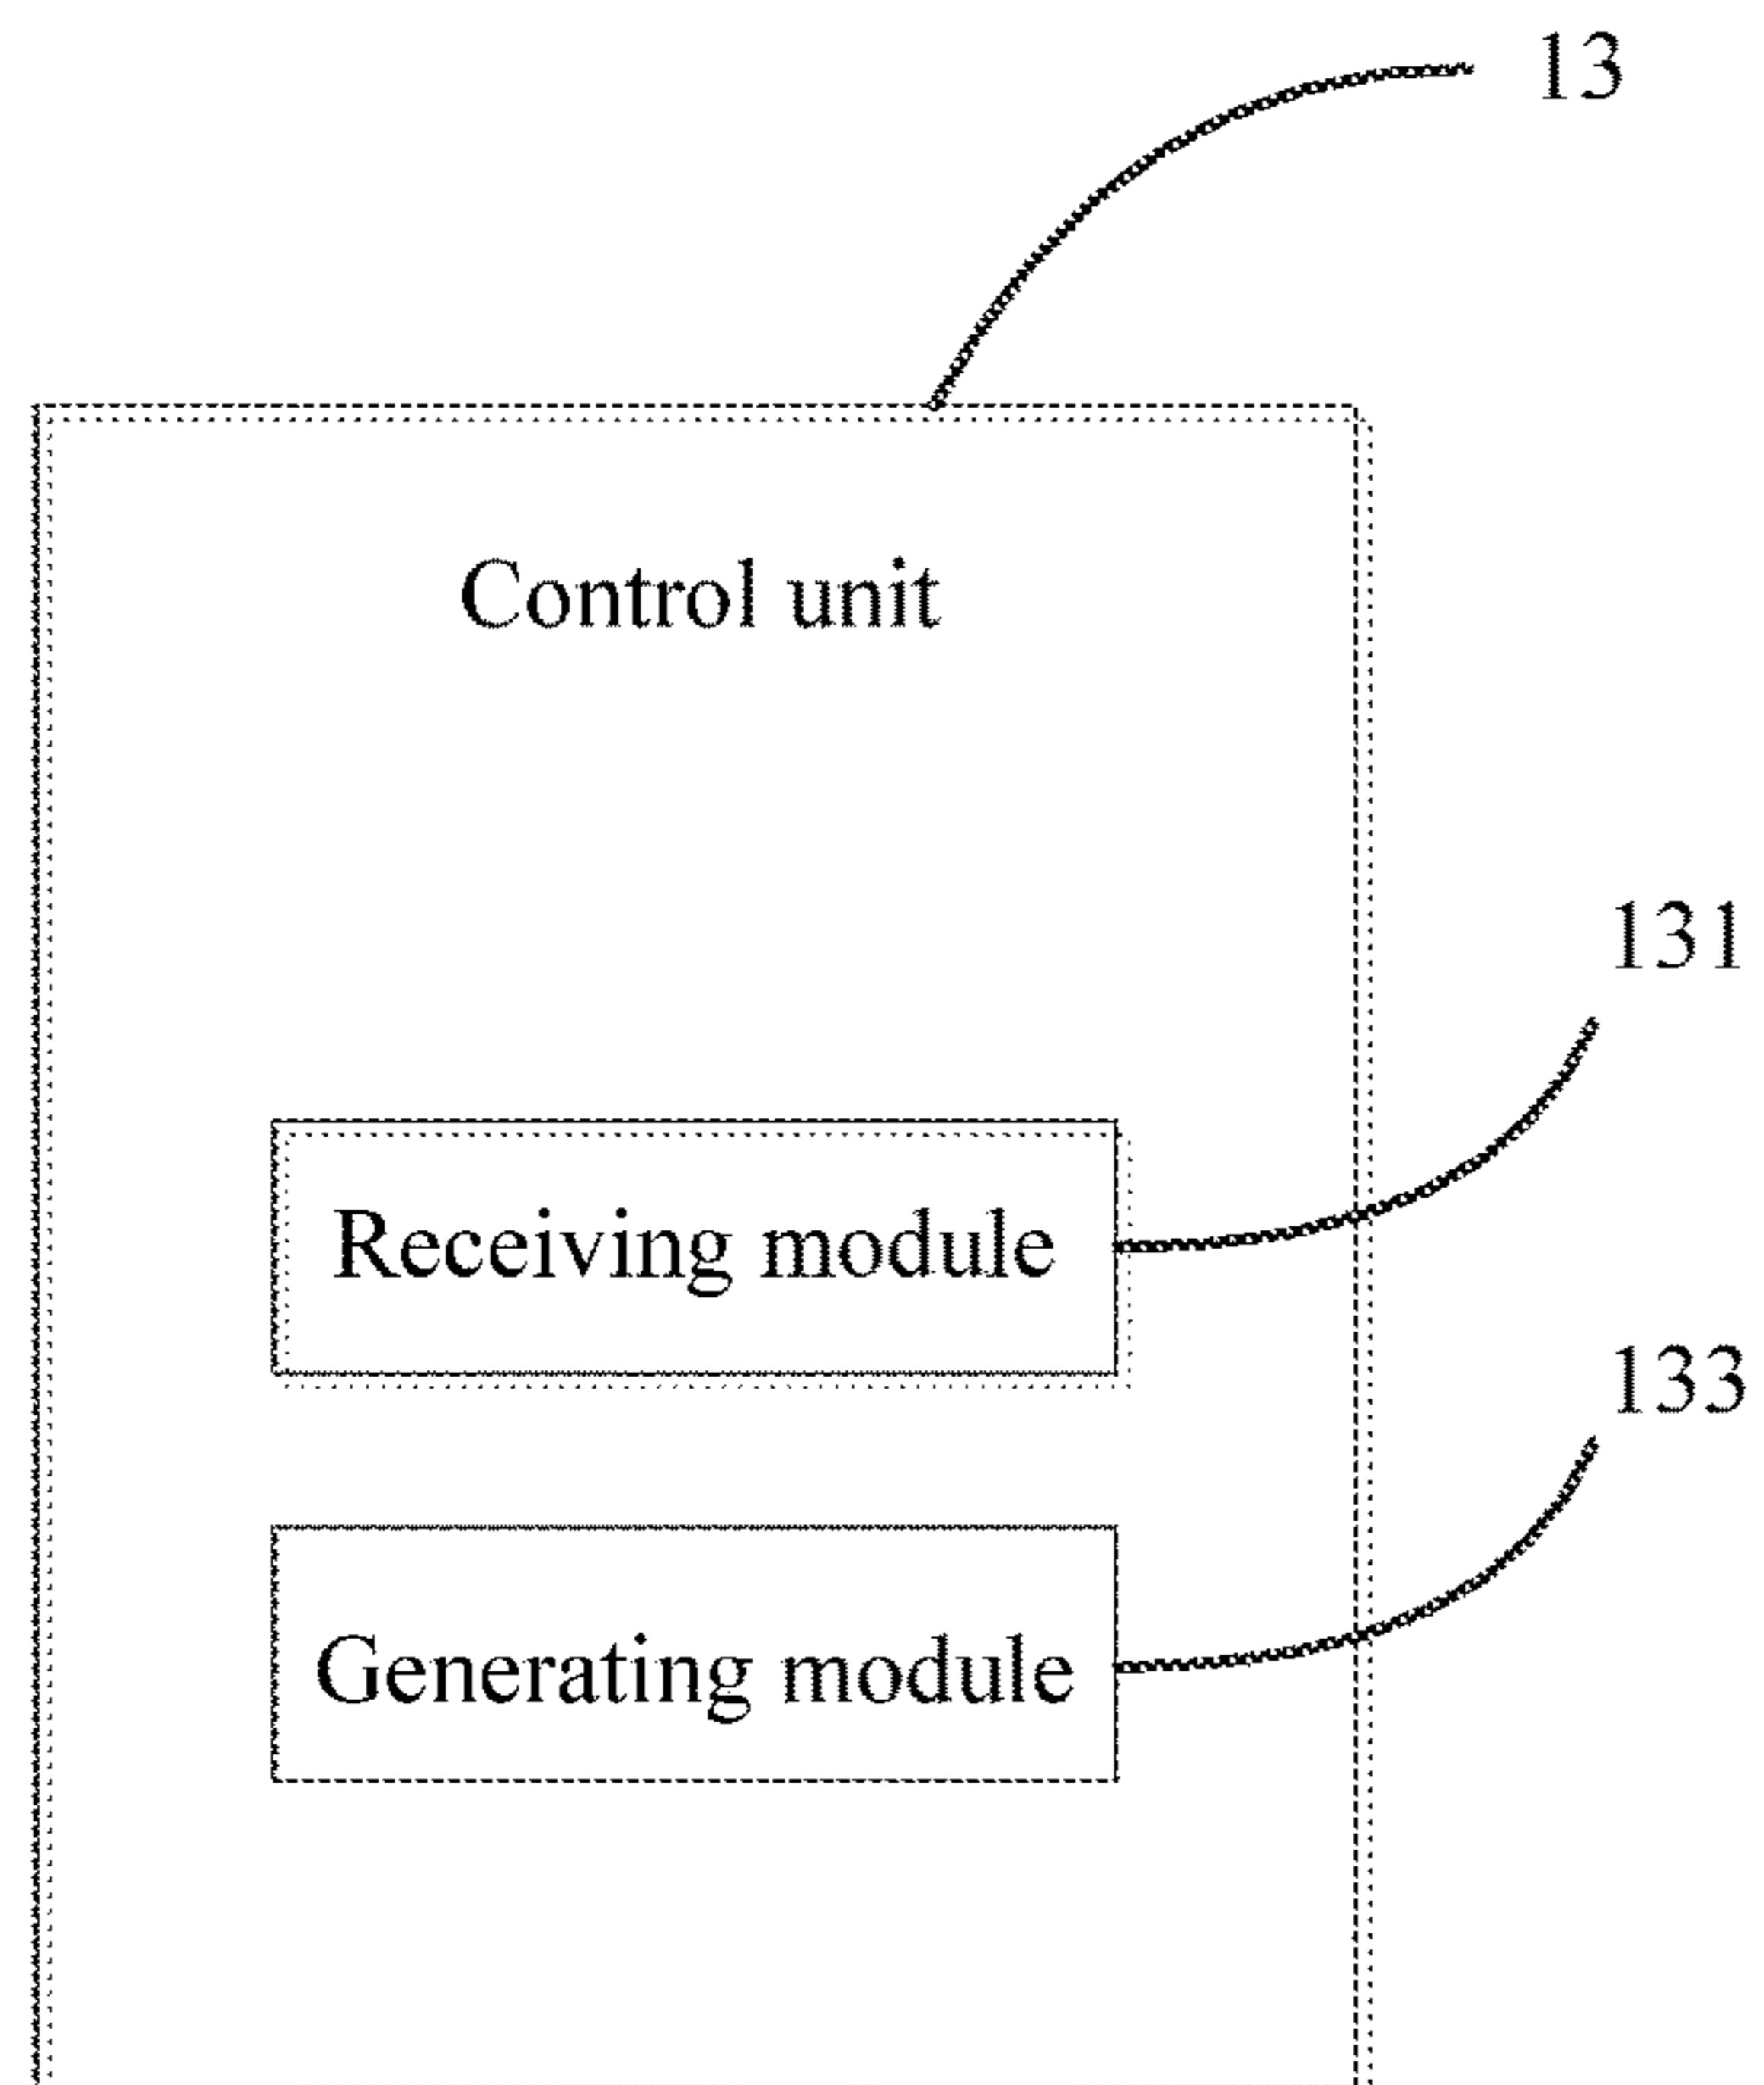 13
Control unit
131
Receiving module
133
Generating module